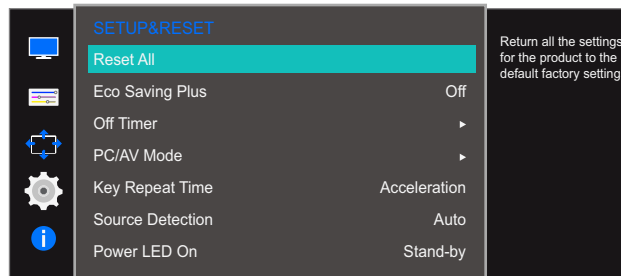 SETUP&RESET
Reset All
Eco Saving Plus Off
Off Timer ▸
PC/AV Mode ▸
Key Repeat Time Acceleration
Source Detection Auto
Power LED On Stand-by
Return all the settings
for the product to the
default factory setting